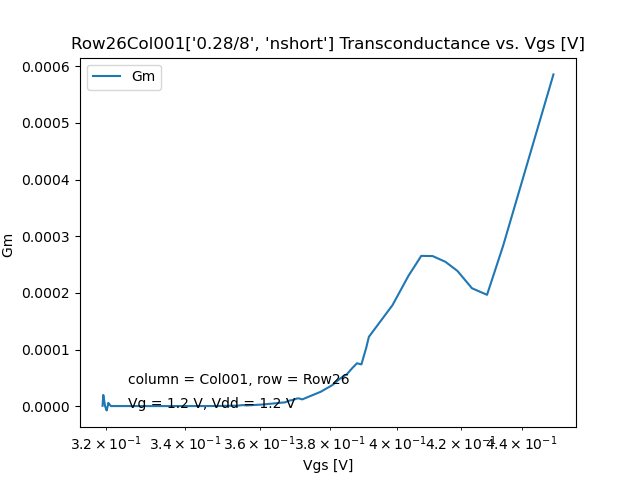 Row26Col001['0.28/8', 'nshort'] Transconductance vs. Vgs [V]
Gm
0.0006
0.0005
0.0004
0.0003
0.0002
0.0001
0.0000
Gm
column = Col001, row = Row26
Vg = 1.2 V, Vdd = 1.2 V
3.2 × 10⁻¹ 3.4 × 10⁻¹ 3.6 × 10⁻¹ 3.8 × 10⁻¹ 4 × 10⁻¹ 4.2 × 10⁻¹ 4.4 × 10⁻¹
Vgs [V]